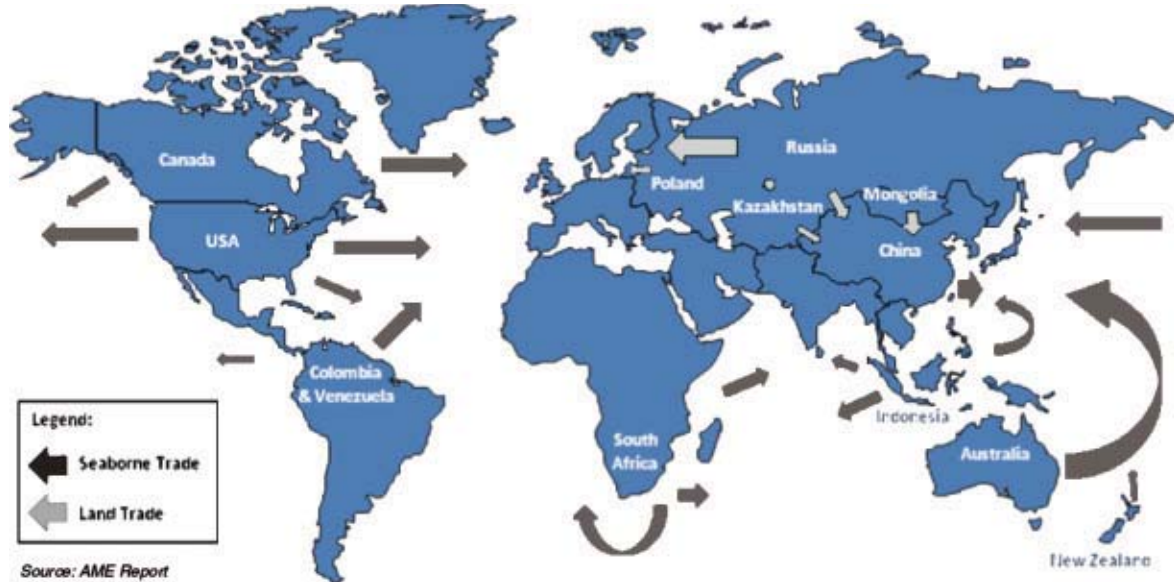 Canada
Russia
Poland
Mongolia
Kazakhstan
USA
China
Colombia
& Venezuela
Indonesia
South
Africa
Australia
New Zealand
Legend:
Seaborne Trade
Land Trade
Source: AME Report